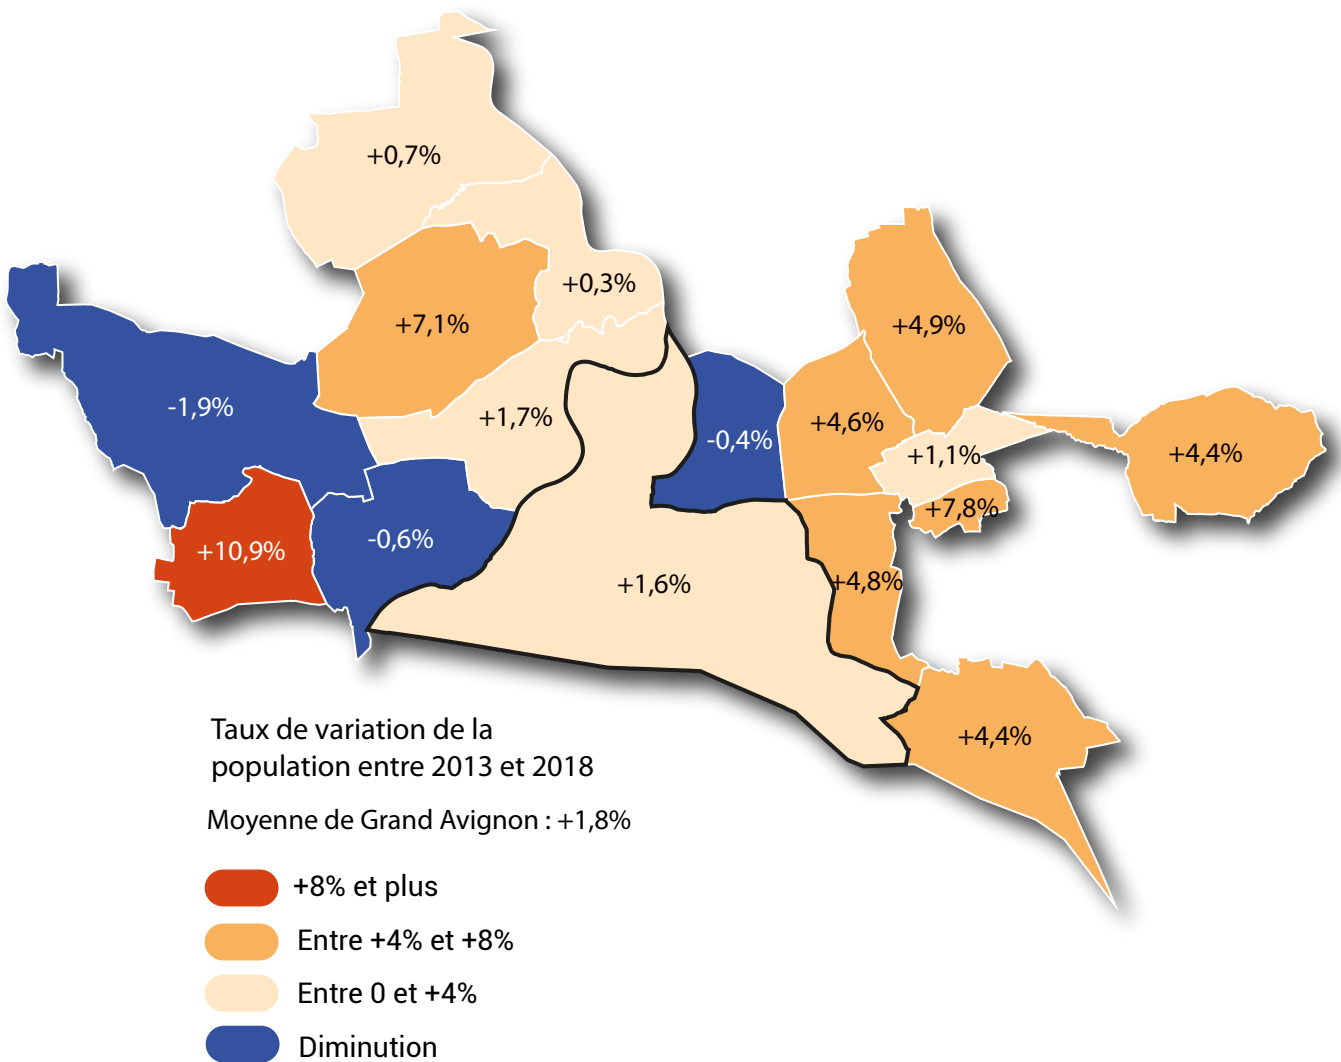 +0,7%
+0,3%
+7,1%
+4,9%
-1,9%
+1,7%
-0,4%
+4,6%
+1,1%
+4,4%
+7,8%
+10,9%
-0,6%
+1,6%
+4,8%
+4,4%
Taux de variation de la
population entre 2013 et 2018
Moyenne de Grand Avignon : +1,8%
+8% et plus
Entre +4% et +8%
Entre 0 et +4%
Diminution